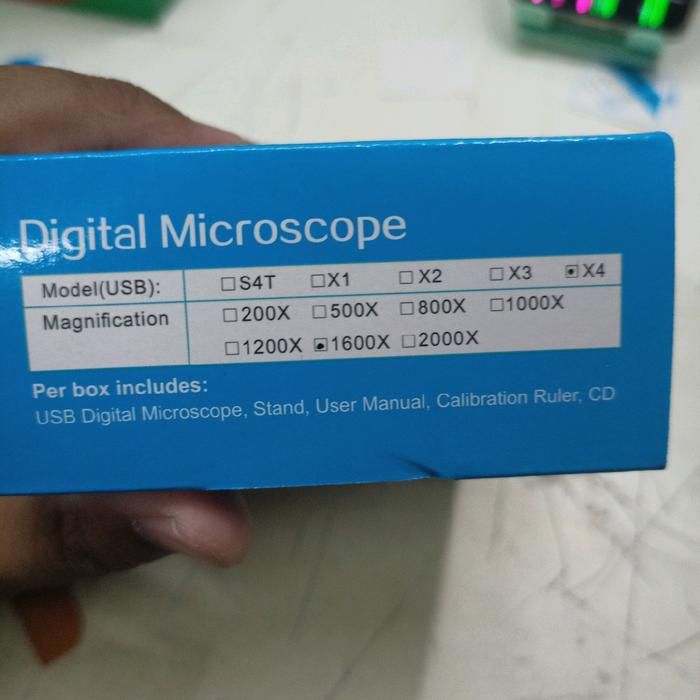 Digital Microscope
Model(USB): □S4T □X1 □X2 □X3 ▣X4
Magnification □200X □500X □800X □1000X
□1200X ▣1600X □2000X
Per box includes:
USB Digital Microscope, Stand, User Manual, Calibration Ruler, CD